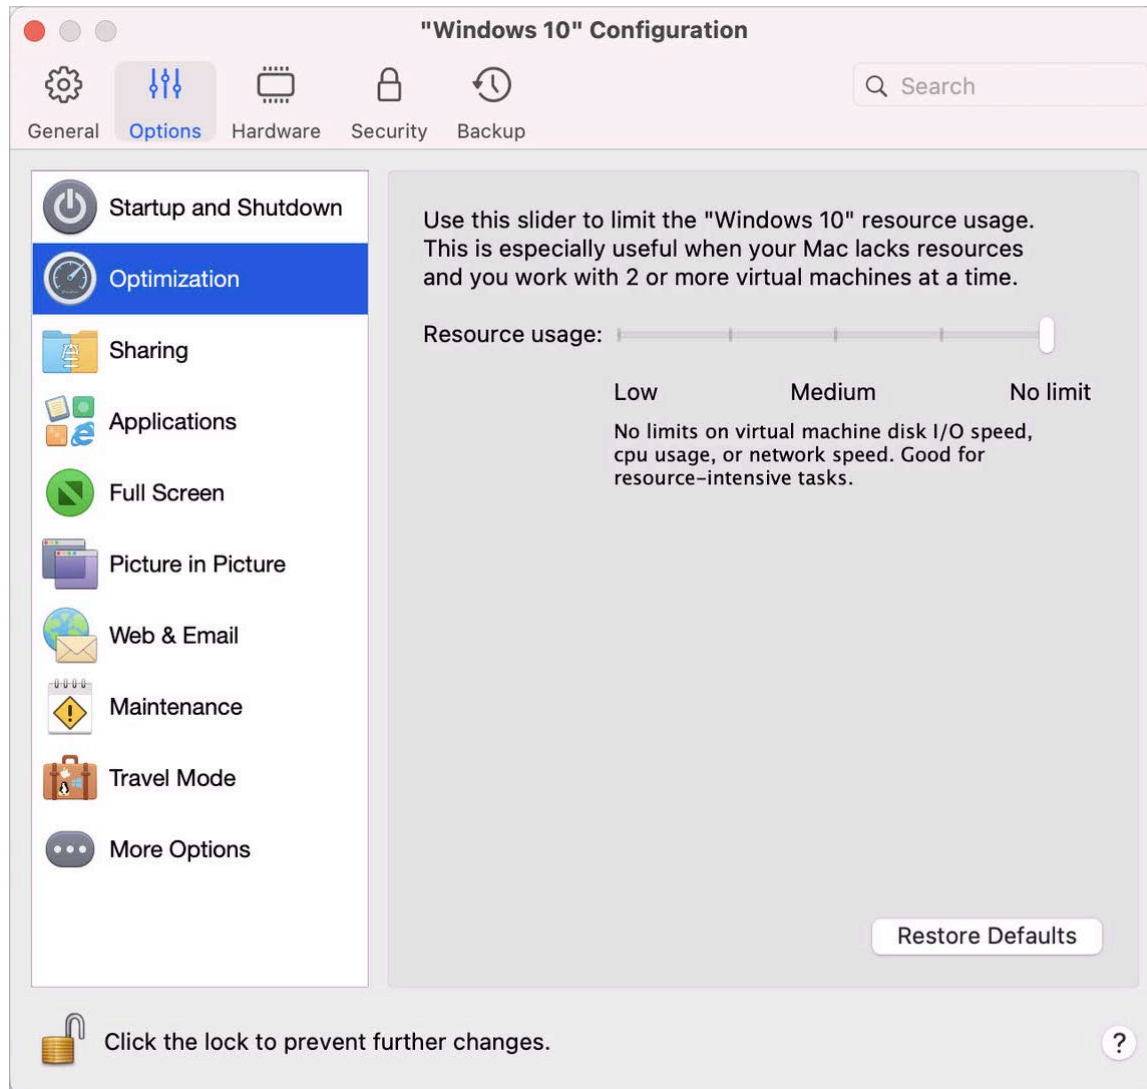 "Windows 10" Configuration
General
Options
Hardware
Security
Backup
Search
Startup and Shutdown
Optimization
Sharing
Applications
Full Screen
Picture in Picture
Web & Email
Maintenance
Travel Mode
More Options
Use this slider to limit the "Windows 10" resource usage.
This is especially useful when your Mac lacks resources
and you work with 2 or more virtual machines at a time.
Resource usage:
Low Medium No limit
No limits on virtual machine disk I/O speed,
cpu usage, or network speed. Good for
resource-intensive tasks.
Restore Defaults
Click the lock to prevent further changes.
?